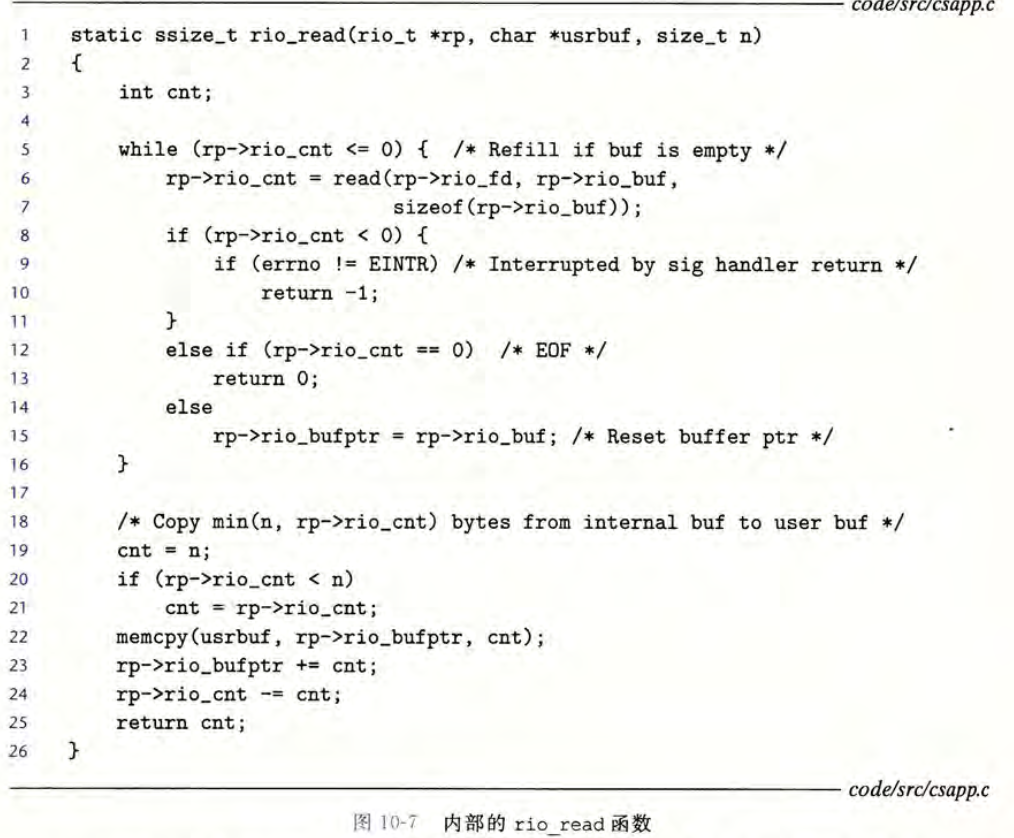 code/src/csapp.c
1 static ssize_t rio_read(rio_t *rp, char *usrbuf, size_t n)
2 {
3     int cnt;
4
5     while (rp->rio_cnt <= 0) {  /* Refill if buf is empty */
6         rp->rio_cnt = read(rp->rio_fd, rp->rio_buf,
7                            sizeof(rp->rio_buf));
8         if (rp->rio_cnt < 0) {
9             if (errno != EINTR) /* Interrupted by sig handler return */
10                 return -1;
11         }
12         else if (rp->rio_cnt == 0)  /* EOF */
13             return 0;
14         else
15             rp->rio_bufptr = rp->rio_buf; /* Reset buffer ptr */
16     }
17
18     /* Copy min(n, rp->rio_cnt) bytes from internal buf to user buf */
19     cnt = n;
20     if (rp->rio_cnt < n)
21         cnt = rp->rio_cnt;
22     memcpy(usrbuf, rp->rio_bufptr, cnt);
23     rp->rio_bufptr += cnt;
24     rp->rio_cnt -= cnt;
25     return cnt;
26 }
code/src/csapp.c
图 10-7 内部的 rio_read 函数